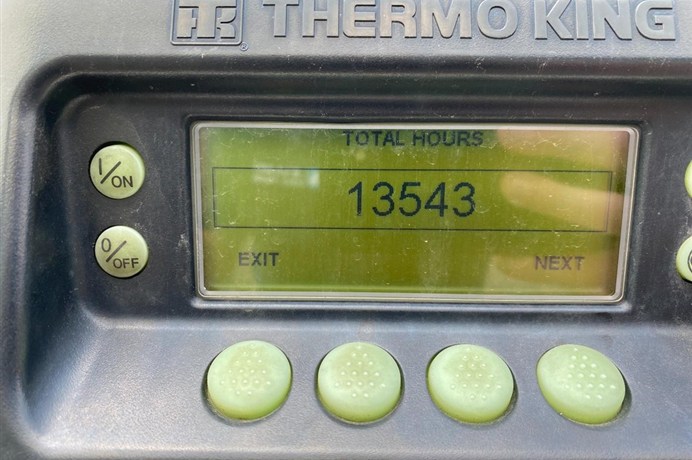 THERMO KING
TOTAL HOURS
I/ON
13543
0/OFF
EXIT NEXT